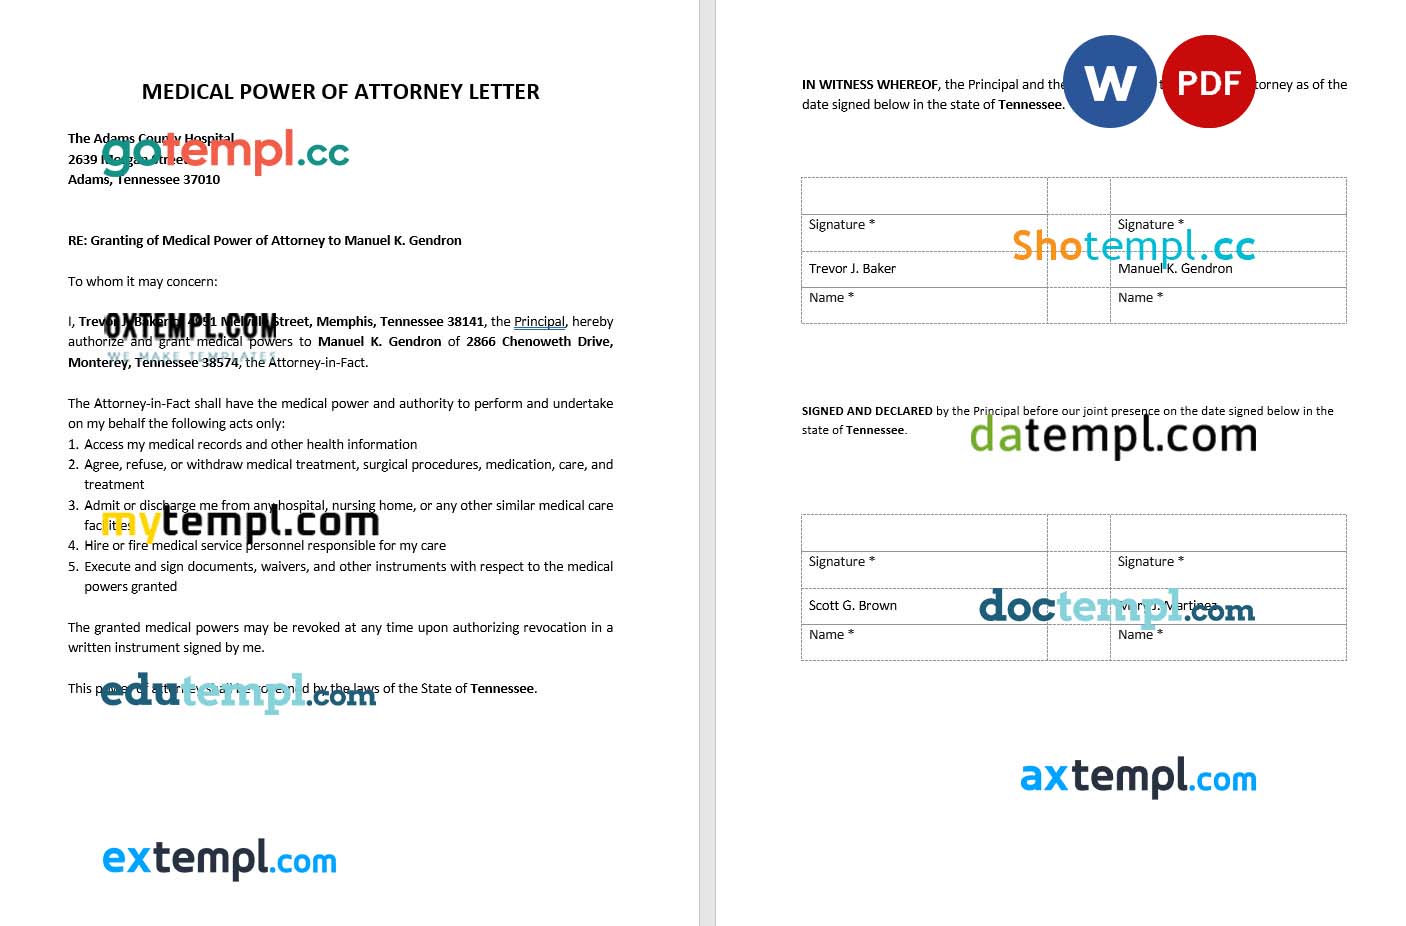 MEDICAL POWER OF ATTORNEY LETTER
The Adams County Hospital
2639 Morgan Street
gotempl.cc
Adams, Tennessee 37010
RE: Granting of Medical Power of Attorney to Manuel K. Gendron
To whom it may concern:
I, Trevor J. Baker of 4951 Melville Street, Memphis, Tennessee 38141, the Principal, hereby
OXTEMPL.COM
authorize and grant medical powers to Manuel K. Gendron of 2866 Chenoweth Drive,
WE MAKE TEMPLATES
Monterey, Tennessee 38574, the Attorney-in-Fact.
The Attorney-in-Fact shall have the medical power and authority to perform and undertake
on my behalf the following acts only:
1. Access my medical records and other health information
2. Agree, refuse, or withdraw medical treatment, surgical procedures, medication, care, and
treatment
3. Admit or discharge me from any hospital, nursing home, or any other similar medical care
facilities
mytempl.com
4. Hire or fire medical service personnel responsible for my care
5. Execute and sign documents, waivers, and other instruments with respect to the medical
powers granted
The granted medical powers may be revoked at any time upon authorizing revocation in a
written instrument signed by me.
This power of attorney shall be governed by the laws of the State of Tennessee.
edutempl.com
extempl.com
W PDF
IN WITNESS WHEREOF, the Principal and the torney as of the
date signed below in the state of Tennessee.
Signature * Signature *
Shotempl.cc
Trevor J. Baker Manuel K. Gendron
Name * Name *
SIGNED AND DECLARED by the Principal before our joint presence on the date signed below in the
state of Tennessee.
datempl.com
Signature * Signature *
Scott G. Brown J. Martinez
doctempl.com
Name * Name *
axtempl.com